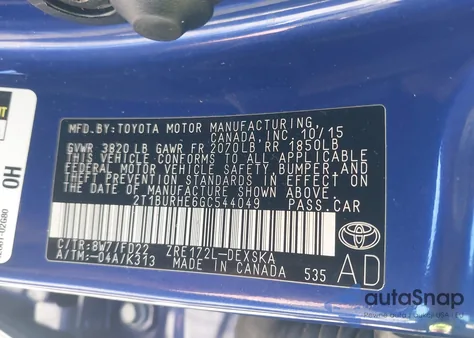 MFD.BY:TOYOTA MOTOR MANUFACTURING,
CANADA, INC. 10/15
GVWR 3820 LB GAWR FR 2070LB RR 1850LB
THIS VEHICLE CONFORMS TO ALL APPLICABLE
FEDERAL MOTOR VEHICLE SAFETY, BUMPER, AND
THEFT PREVENTION STANDARDS IN EFFECT ON
THE DATE OF MANUFACTURE SHOWN ABOVE.
2T1BURHE6GC544049 PASS.CAR
C/TR:8W7/FD22 ZRE172L-DEXSKA
A/TM:-04A/K313 MADE IN CANADA 535
TOYOTA
AD
HO
autoSnap